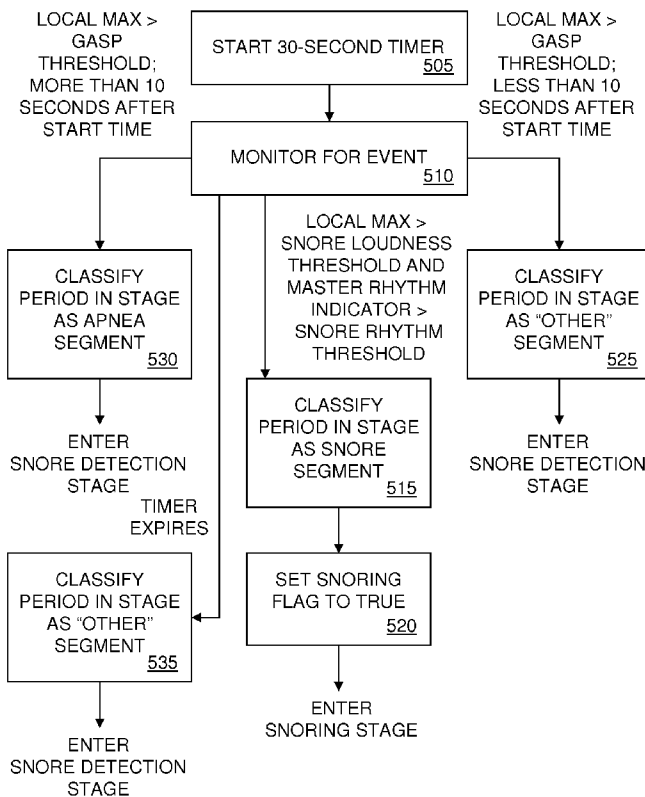 LOCAL MAX >
GASP
THRESHOLD;
MORE THAN 10
SECONDS AFTER
START TIME
START 30-SECOND TIMER
505
LOCAL MAX >
GASP
THRESHOLD;
LESS THAN 10
SECONDS AFTER
START TIME
MONITOR FOR EVENT
510
CLASSIFY
PERIOD IN STAGE
AS APNEA
SEGMENT
530
LOCAL MAX >
SNORE LOUDNESS
THRESHOLD AND
MASTER RHYTHM
INDICATOR >
SNORE RHYTHM
THRESHOLD
CLASSIFY
PERIOD IN STAGE
AS “OTHER”
SEGMENT
525
ENTER
SNORE DETECTION
STAGE
CLASSIFY
PERIOD IN STAGE
AS SNORE
SEGMENT
515
ENTER
SNORE DETECTION
STAGE
TIMER
EXPIRES
CLASSIFY
PERIOD IN STAGE
AS “OTHER”
SEGMENT
535
SET SNORING
FLAG TO TRUE
520
ENTER
SNORING STAGE
ENTER
SNORE DETECTION
STAGE